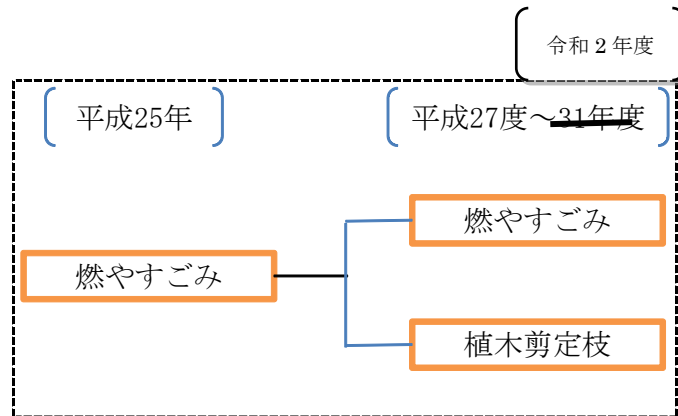 令和２年度
平成25年
平成27度～31年度
燃やすごみ
燃やすごみ
植木剪定枝